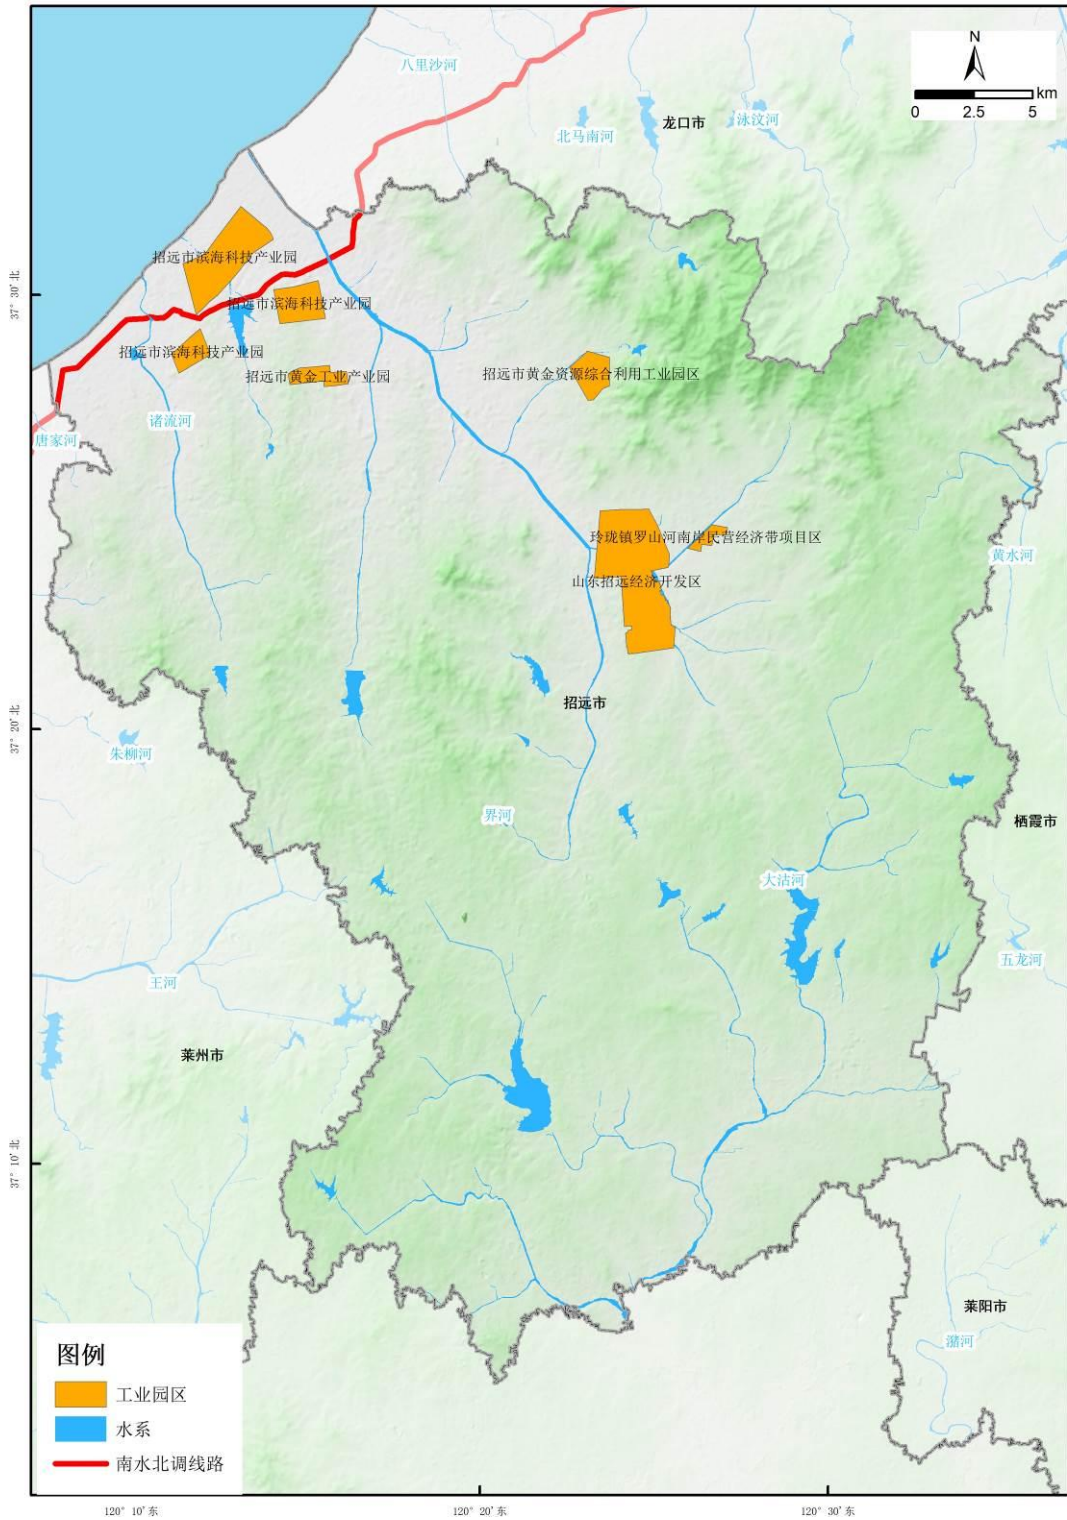 八里沙河
N
km
0 2.5 5
北马南河
龙口市
泳汶河
招远市滨海科技产业园
37° 30' 北
招远市滨海科技产业园
招远市滨海科技产业园
招远市黄金工业产业园
招远市黄金资源综合利用工业园区
诸流河
唐家河
玲珑镇罗山河南岸民营经济带项目区
黄水河
山东招远经济开发区
招远市
37° 20' 北
朱柳河
界河
栖霞市
大沽河
五龙河
王河
莱州市
37° 10' 北
莱阳市
潴河
图例
工业园区
水系
南水北调线路
120° 10' 东
120° 20' 东
120° 30' 东